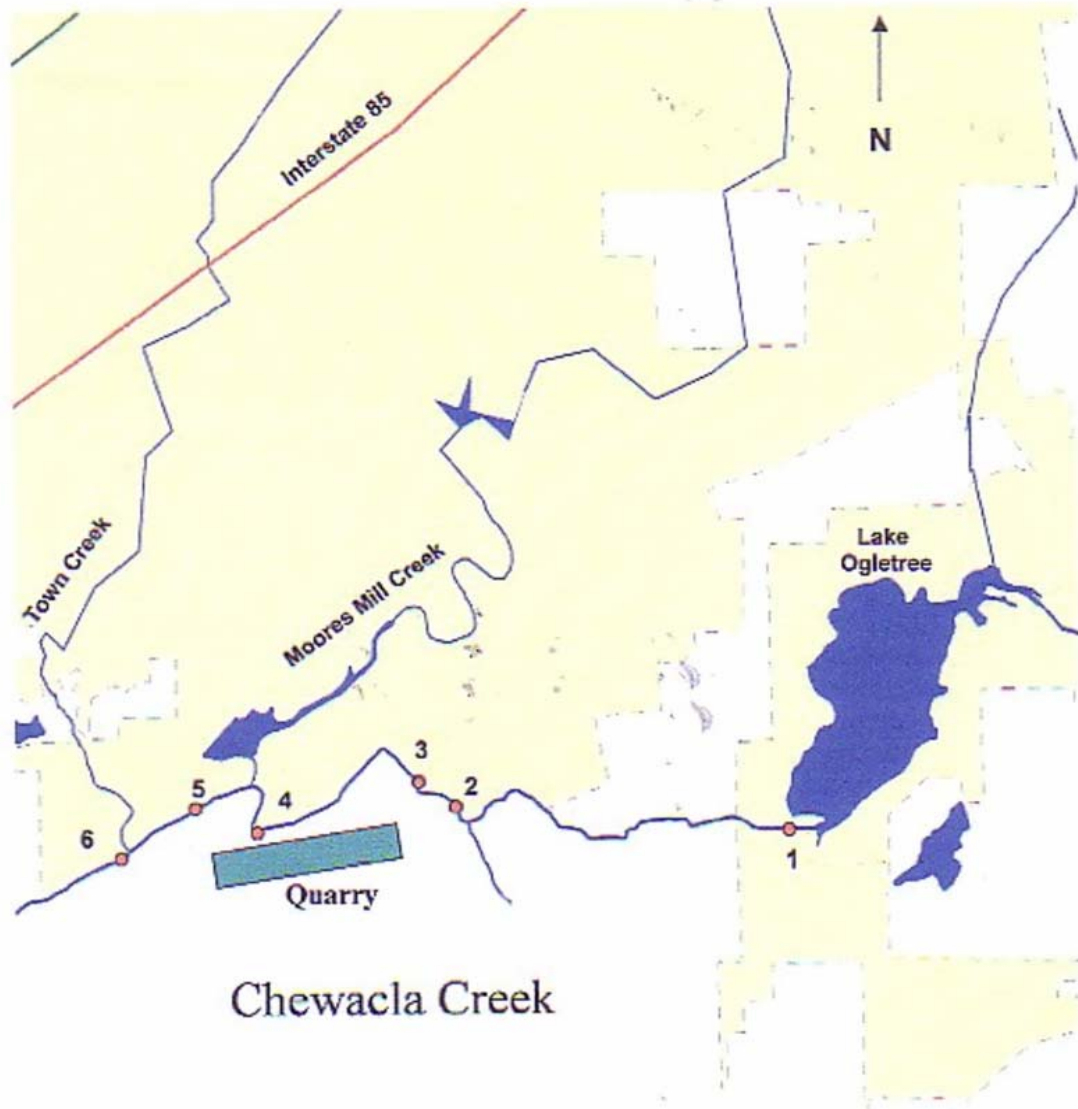 Interstate 85
N
Town Creek
Moores Mill Creek
Lake
Ogletree
3
2
5
4
6
1
Quarry
Chewacla Creek